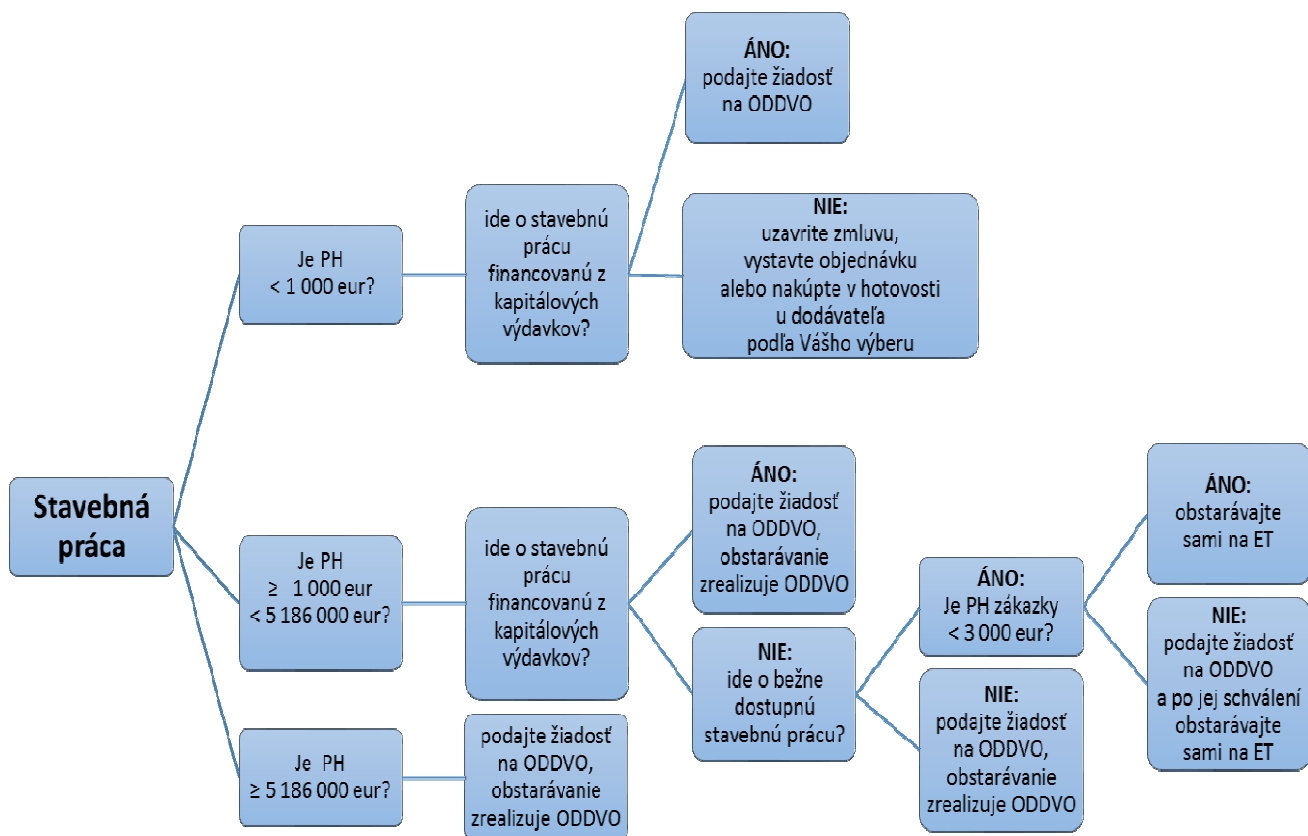 Stavebná
práca
Je PH
< 1 000 eur?
ide o stavebnú
prácu
financovanú z
kapitálových
výdavkov?
ÁNO:
podajte žiadosť
na ODDVO
NIE:
uzavrite zmluvu,
vystavte objednávku
alebo nakúpte v hotovosti
u dodávateľa
podľa Vášho výberu
Je PH
≥ 1 000 eur
< 5 186 000 eur?
ide o stavebnú
prácu
financovanú z
kapitálových
výdavkov?
ÁNO:
podajte žiadosť
na ODDVO,
obstarávanie
zrealizuje ODDVO
NIE:
ide o bežne
dostupnú
stavebnú prácu?
ÁNO:
Je PH zákazky
< 3 000 eur?
ÁNO:
obstarávajte
sami na ET
NIE:
podajte žiadosť
na ODDVO
a po jej schválení
obstarávajte
sami na ET
NIE:
podajte žiadosť
na ODDVO,
obstarávanie
zrealizuje ODDVO
Je PH
≥ 5 186 000 eur?
podajte žiadosť
na ODDVO,
obstarávanie
zrealizuje ODDVO